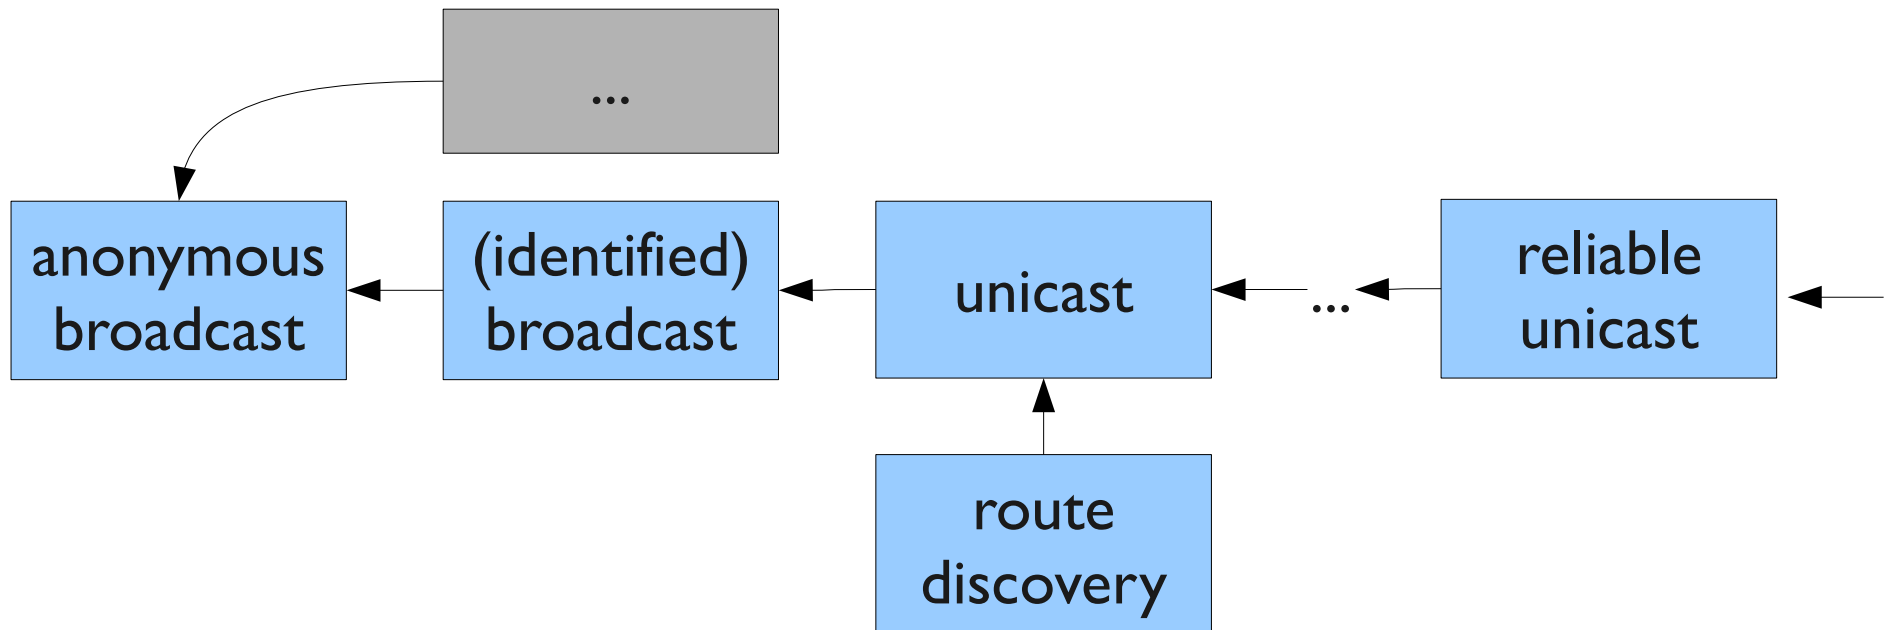 ...
anonymous
broadcast
(identified)
broadcast
unicast
...
reliable
unicast
route
discovery